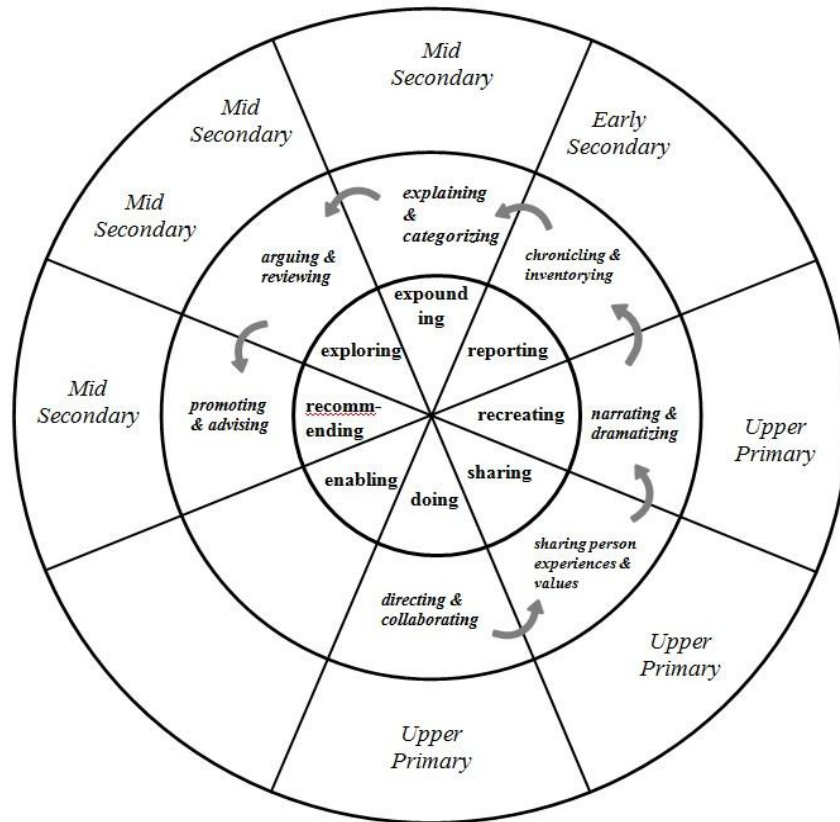 Mid
Secondary
Early
Secondary
Mid
Secondary
Mid
Secondary
Mid
Secondary
Upper
Primary
Upper
Primary
Upper
Primary
explaining
&
categorizing
chronicling &
inventorying
arguing &
reviewing
promoting
& advising
narrating &
dramatizing
sharing person
experiences &
values
directing &
collaborating
expound
ing
reporting
exploring
recomm-
ending
recreating
enabling
sharing
doing